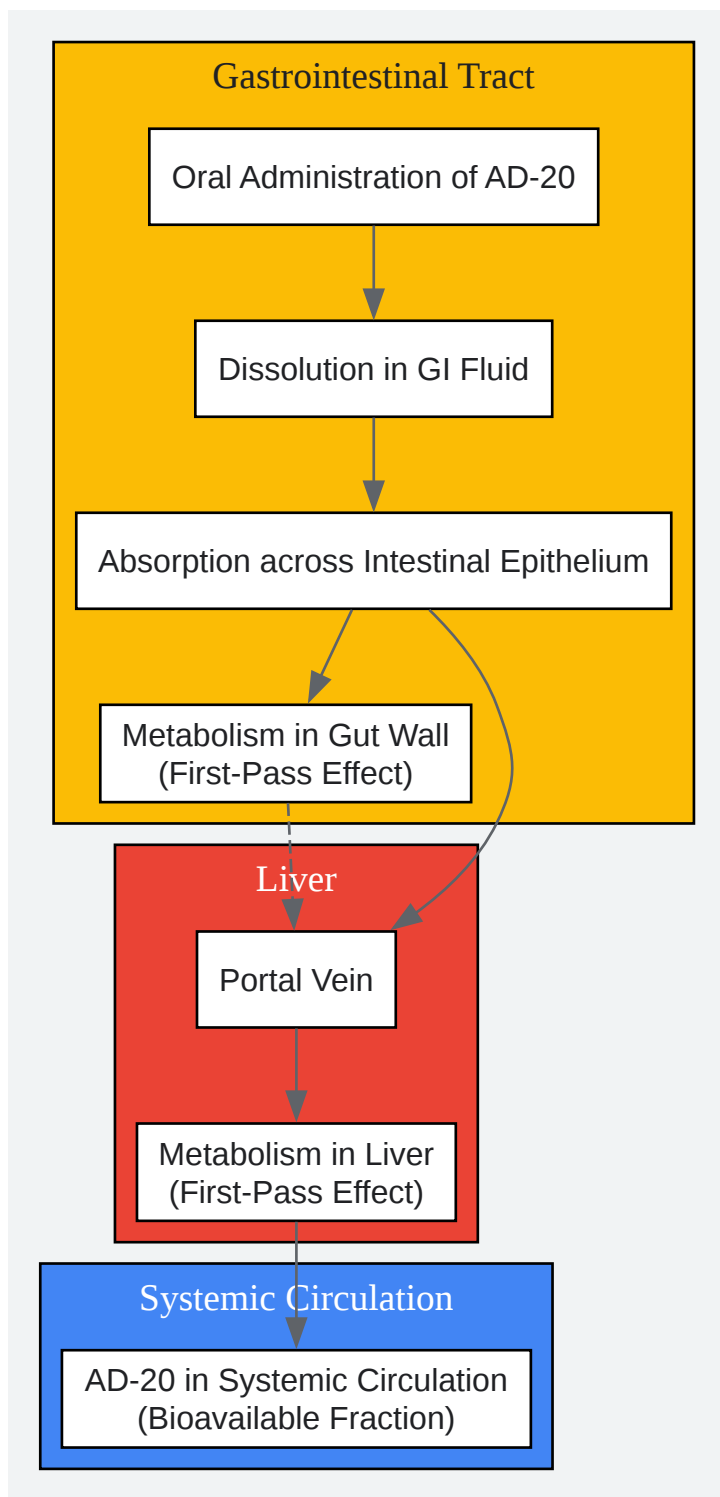 Gastrointestinal Tract
Oral Administration of AD-20
Dissolution in GI Fluid
Absorption across Intestinal Epithelium
Metabolism in Gut Wall
(First-Pass Effect)
Liver
Portal Vein
Metabolism in Liver
(First-Pass Effect)
Systemic Circulation
AD-20 in Systemic Circulation
(Bioavailable Fraction)